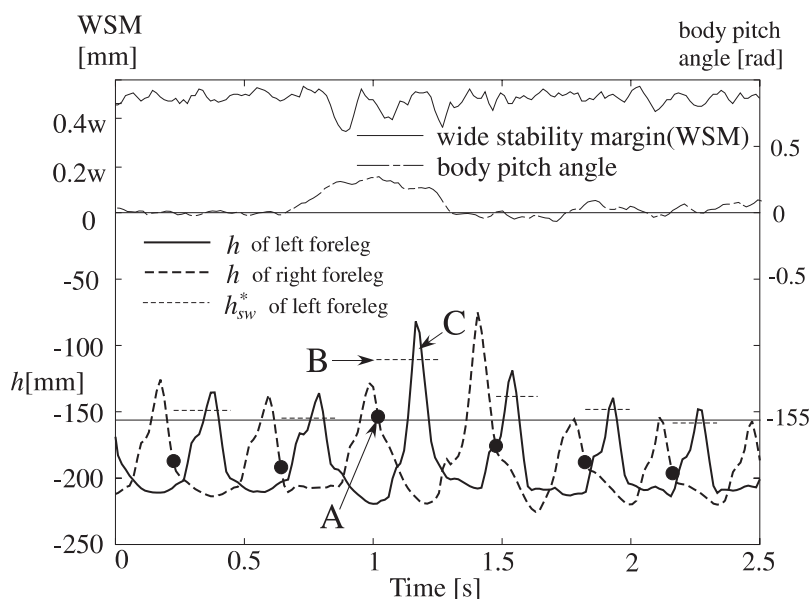 WSM
[mm]
body pitch
angle [rad]
0.4w
0.2w
0
0.5
0
-0.5
wide stability margin(WSM)
body pitch angle
h of left foreleg
h of right foreleg
h*sw of left foreleg
-50
-100
h[mm]
-150
-200
-250
-155
B
C
A
0
0.5
1
1.5
2
2.5
Time [s]